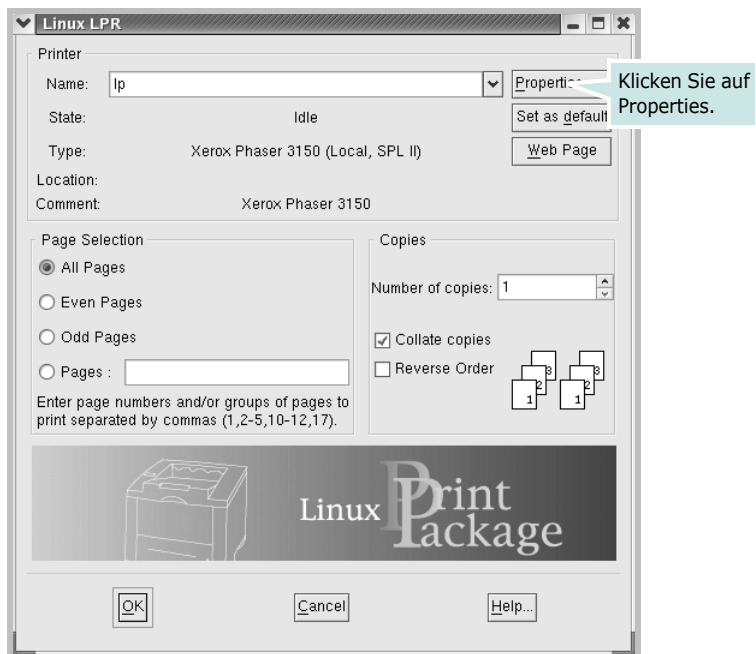 Linux LPR
Printer
Name: lp
Klicken Sie auf
Properties.
State: Idle
Set as default
Type: Xerox Phaser 3150 (Local, SPL II)
Web Page
Location:
Comment: Xerox Phaser 3150
Page Selection
All Pages
Even Pages
Odd Pages
Pages :
Enter page numbers and/or groups of pages to
print separated by commas (1,2-5,10-12,17).
Copies
Number of copies: 1
Collate copies
Reverse Order
1 2 3 1 2 3
Linux Print
Package
OK Cancel Help...